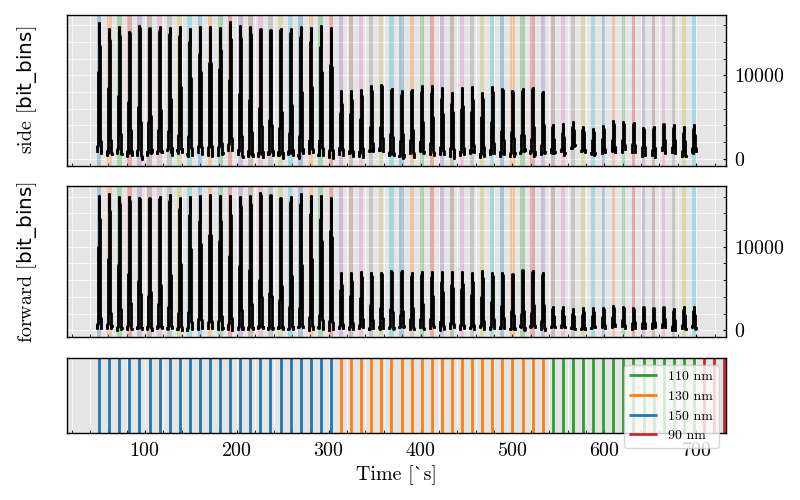 side [bit_bins]
10000
0
forward [bit_bins]
10000
0
110 nm
130 nm
150 nm
90 nm
100 200 300 400 500 600 700
Time [`s]